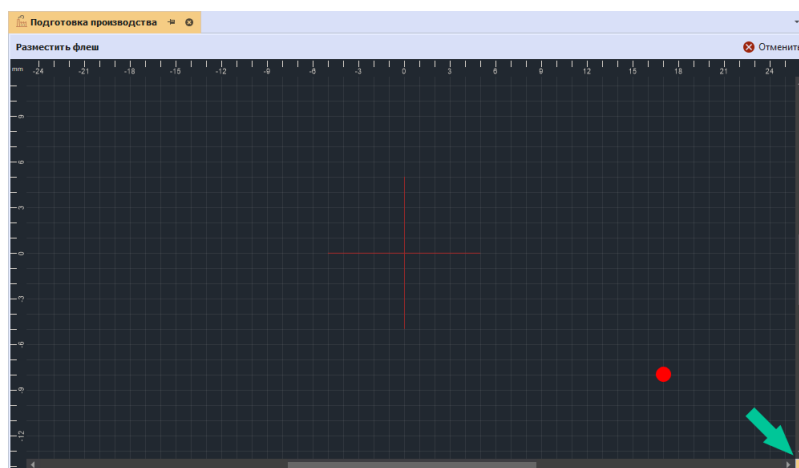 Подготовка производства
Разместить флеш
Отменить
mm -24 -21 -18 -15 -12 -9 -6 -3 0 3 6 9 12 15 18 21 24
9
6
3
0
-3
-6
-9
-12